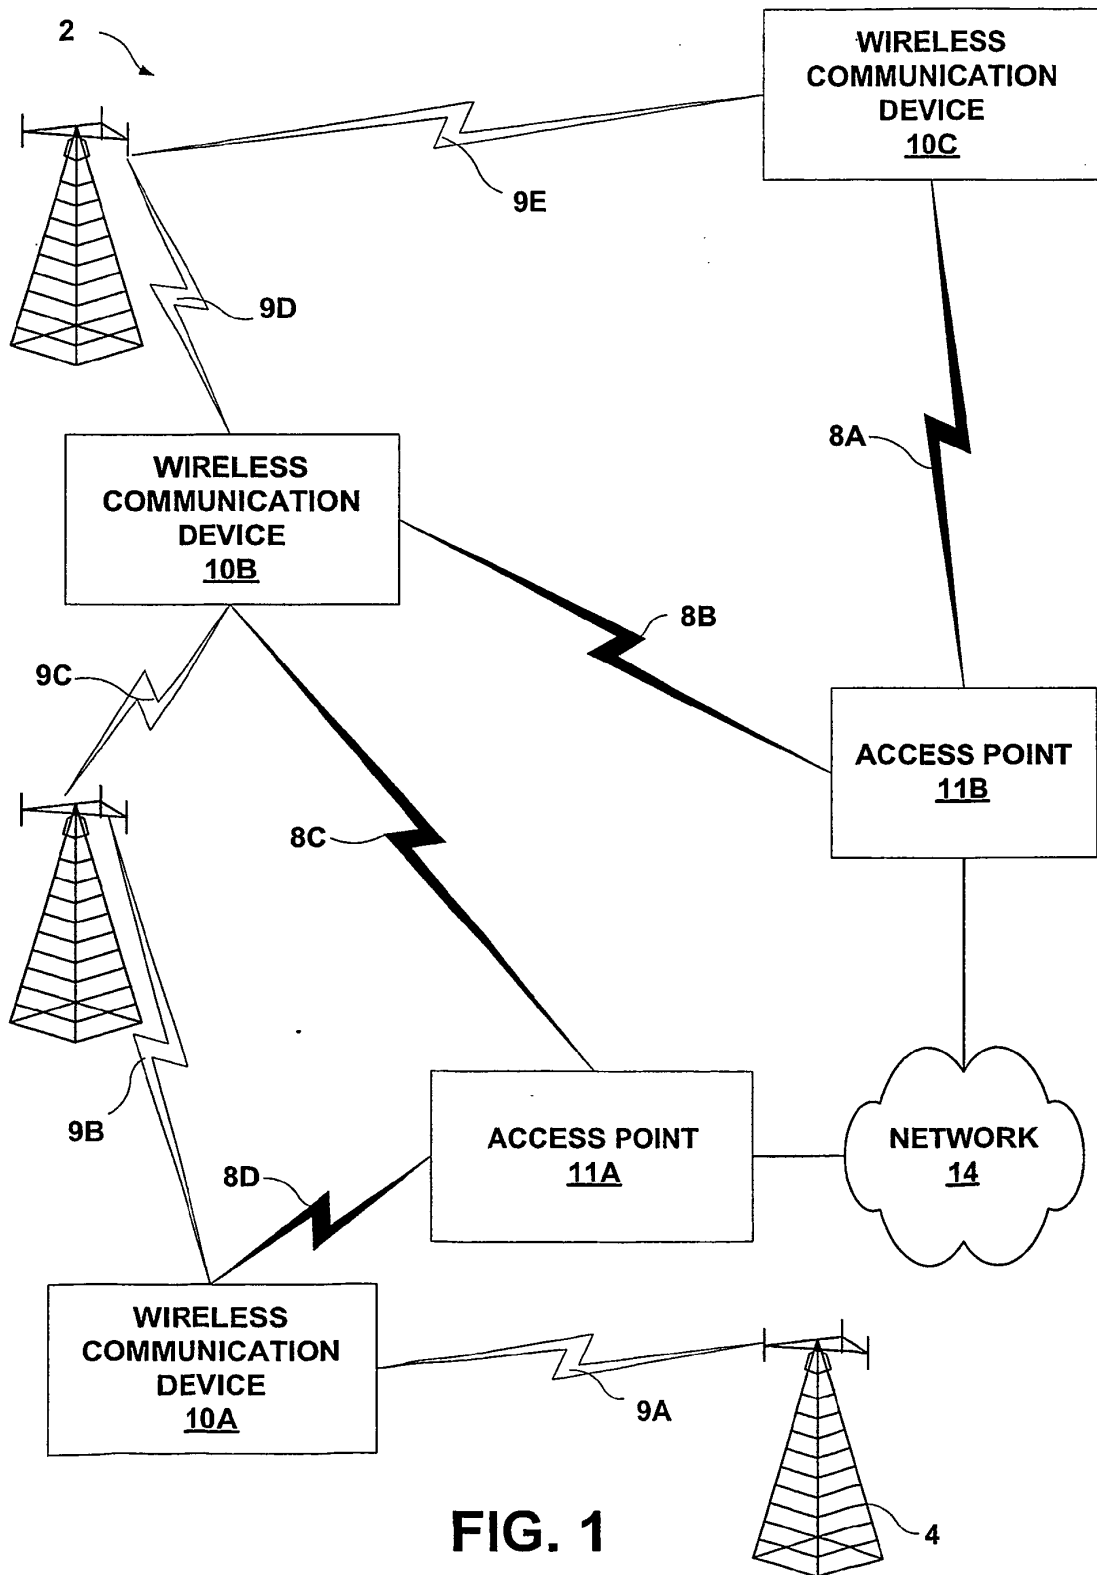 2
WIRELESS
COMMUNICATION
DEVICE
10C
9E
9D
8A
WIRELESS
COMMUNICATION
DEVICE
10B
8B
9C
ACCESS POINT
11B
8C
9B
ACCESS POINT
11A
NETWORK
14
8D
WIRELESS
COMMUNICATION
DEVICE
10A
9A
4
FIG. 1